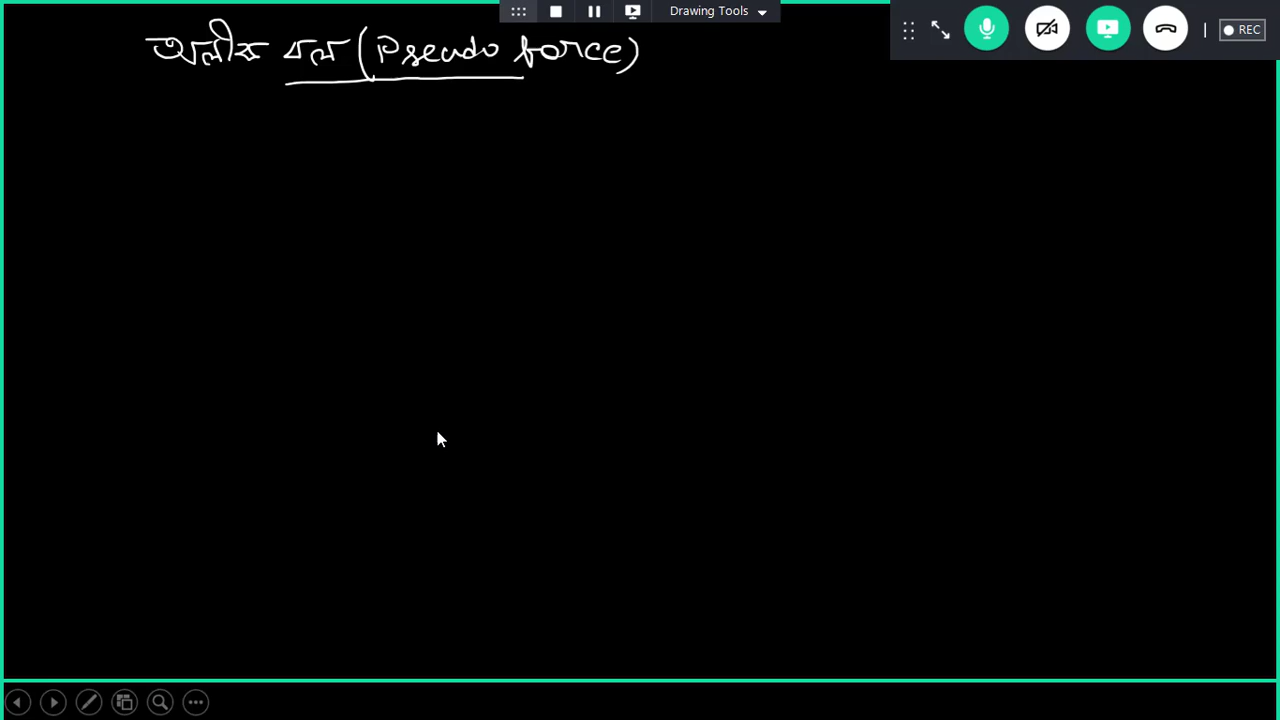 Drawing Tools
REC
অলীক বল (Pseudo force)